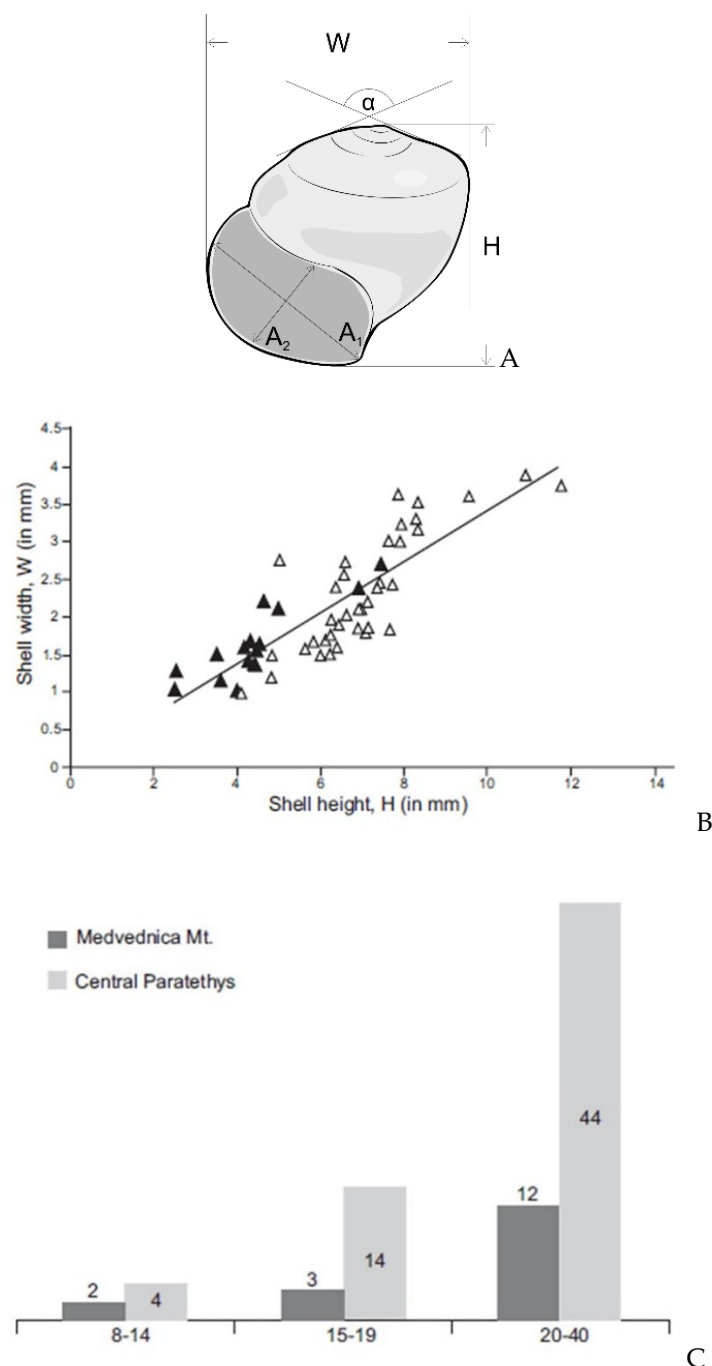 W
α
H
A₂
A₁
A
4.5
4
3.5
3
2.5
2
1.5
1
0.5
0
Shell width, W (in mm)
0 2 4 6 8 10 12 14
Shell height, H (in mm)
B
Medvednica Mt.
Central Paratethys
44
12
14
3
2
4
8-14 15-19 20-40
C